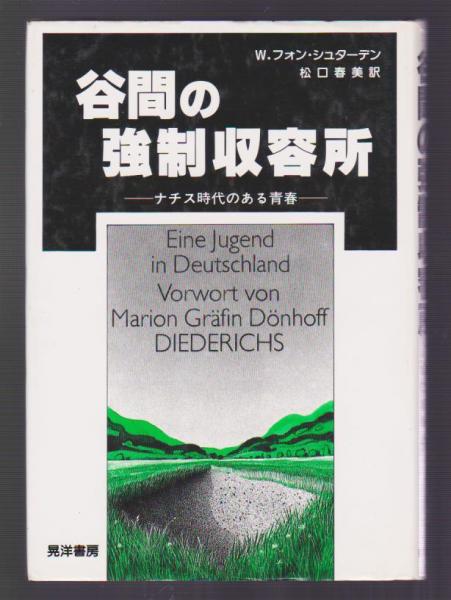 W.フォン・シュターデン
松口春美訳
谷間の
強制収容所
—ナチス時代のある青春—
Eine Jugend
in Deutschland
Vorwort von
Marion Gräfin Dönhoff
DIEDERICHS
晃洋書房